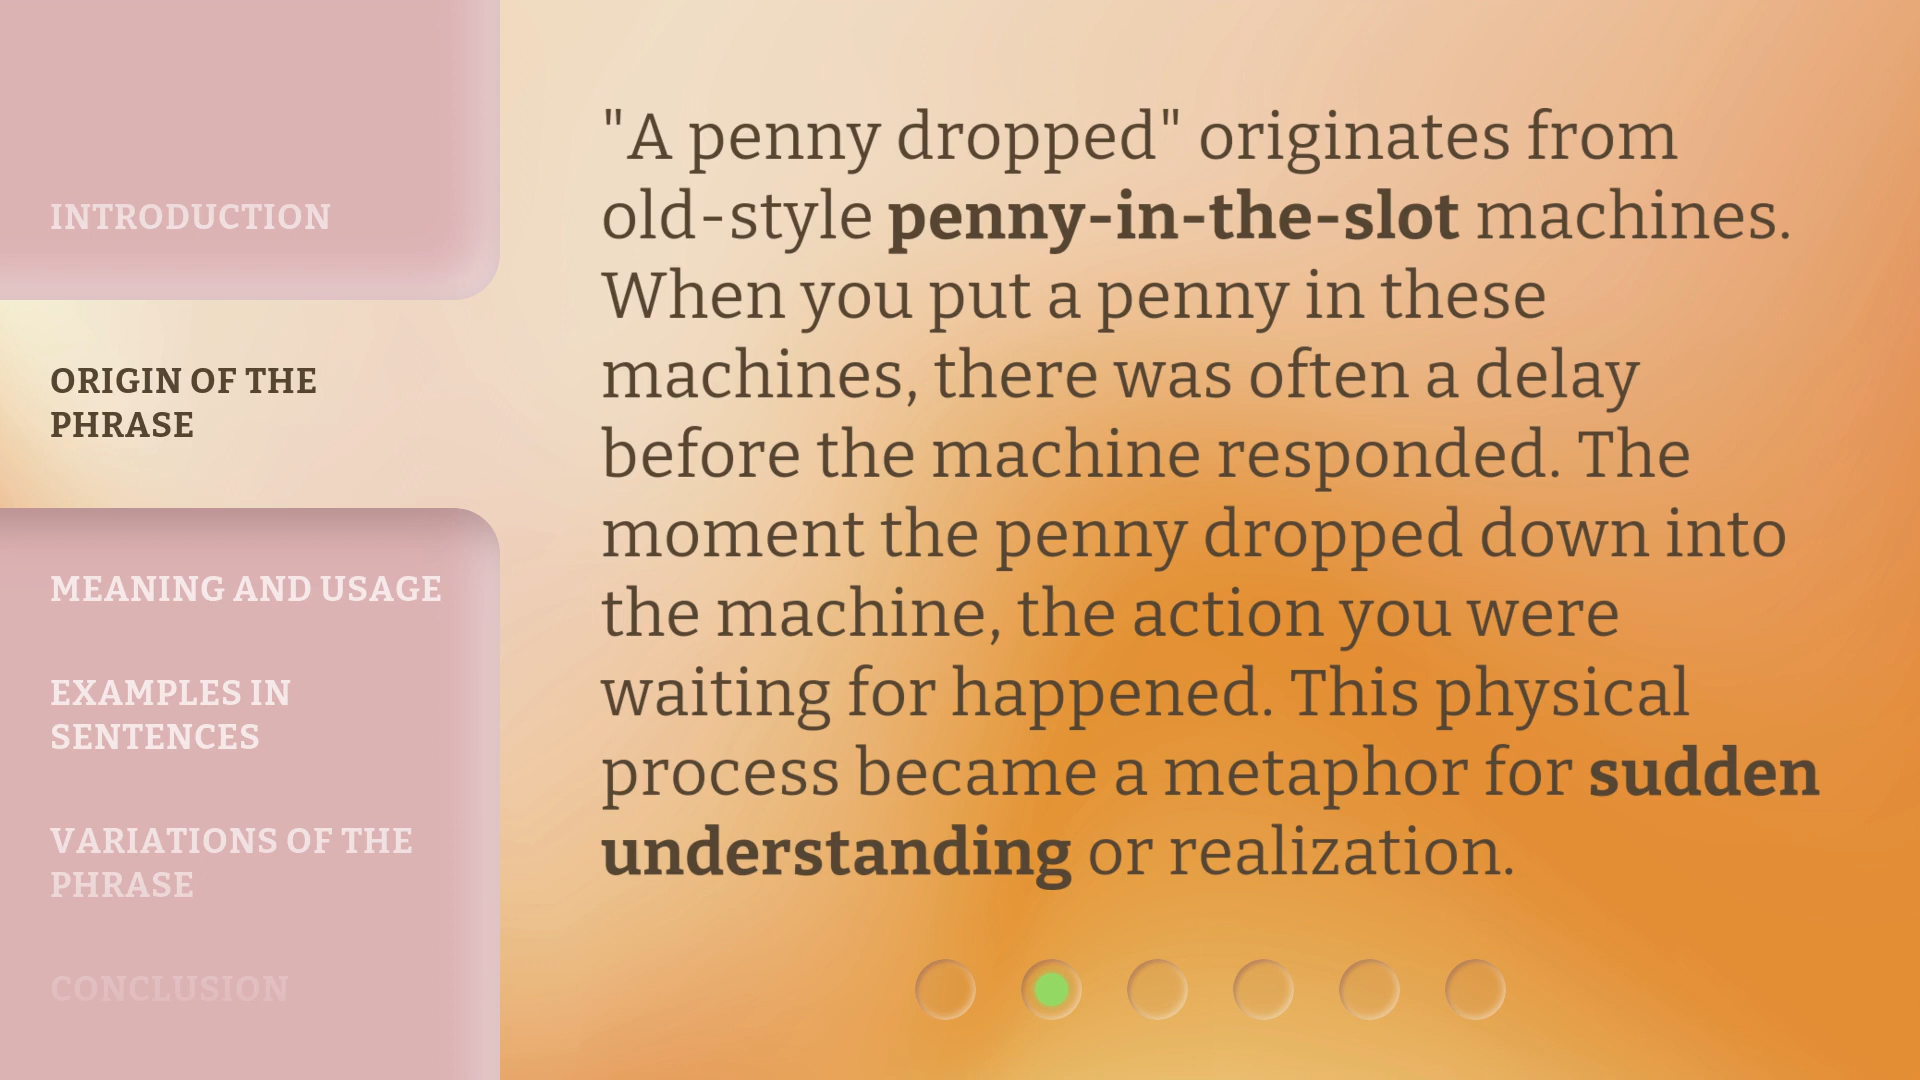 INTRODUCTION
ORIGIN OF THE
PHRASE
MEANING AND USAGE
EXAMPLES IN
SENTENCES
VARIATIONS OF THE
PHRASE
CONCLUSION
"A penny dropped" originates from
old-style penny-in-the-slot machines.
When you put a penny in these
machines, there was often a delay
before the machine responded. The
moment the penny dropped down into
the machine, the action you were
waiting for happened. This physical
process became a metaphor for sudden
understanding or realization.